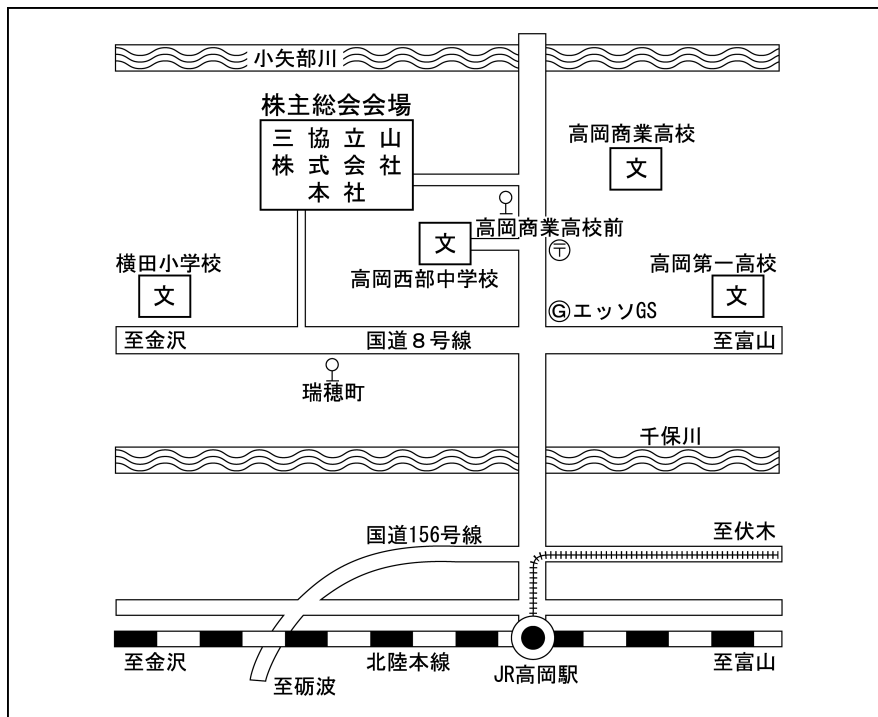 小矢部川
株主総会会場
三協立山
株式会社
本社
高岡商業高校
文
高岡商業高校前
文
高岡西部中学校
〒
横田小学校
文
高岡第一高校
文
G エッソGS
至金沢
国道8号線
至富山
瑞穂町
千保川
国道156号線
至伏木
至金沢
北陸本線
JR高岡駅
至富山
至砺波